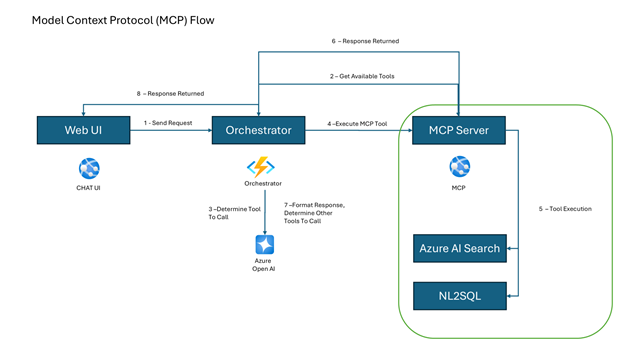 Model Context Protocol (MCP) Flow
6 – Response Returned
2 – Get Available Tools
8 – Response Returned
1 - Send Request
4 –Execute MCP Tool
Web UI
Orchestrator
MCP Server
CHAT UI
Orchestrator
MCP
3 –Determine Tool
To Call
7 –Format Response,
Determine Other
Tools To Call
5 – Tool Execution
Azure
Open AI
Azure AI Search
NL2SQL